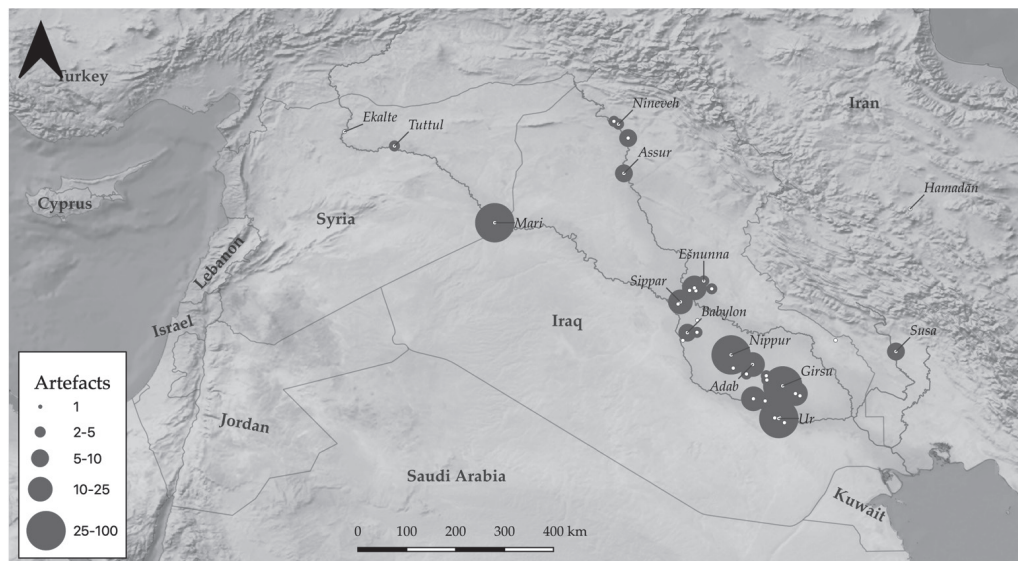 Turkey
Nineveh
Iran
Ekalte
Tuttul
Assur
Hamadān
Cyprus
Syria
Mari
Lebanon
Ešnunna
Sippar
Israel
Iraq
Babylon
Susa
Nippur
Girsu
Adab
Ur
Jordan
Saudi Arabia
Kuwait
Artefacts
1
2-5
5-10
10-25
25-100
0 100 200 300 400 km